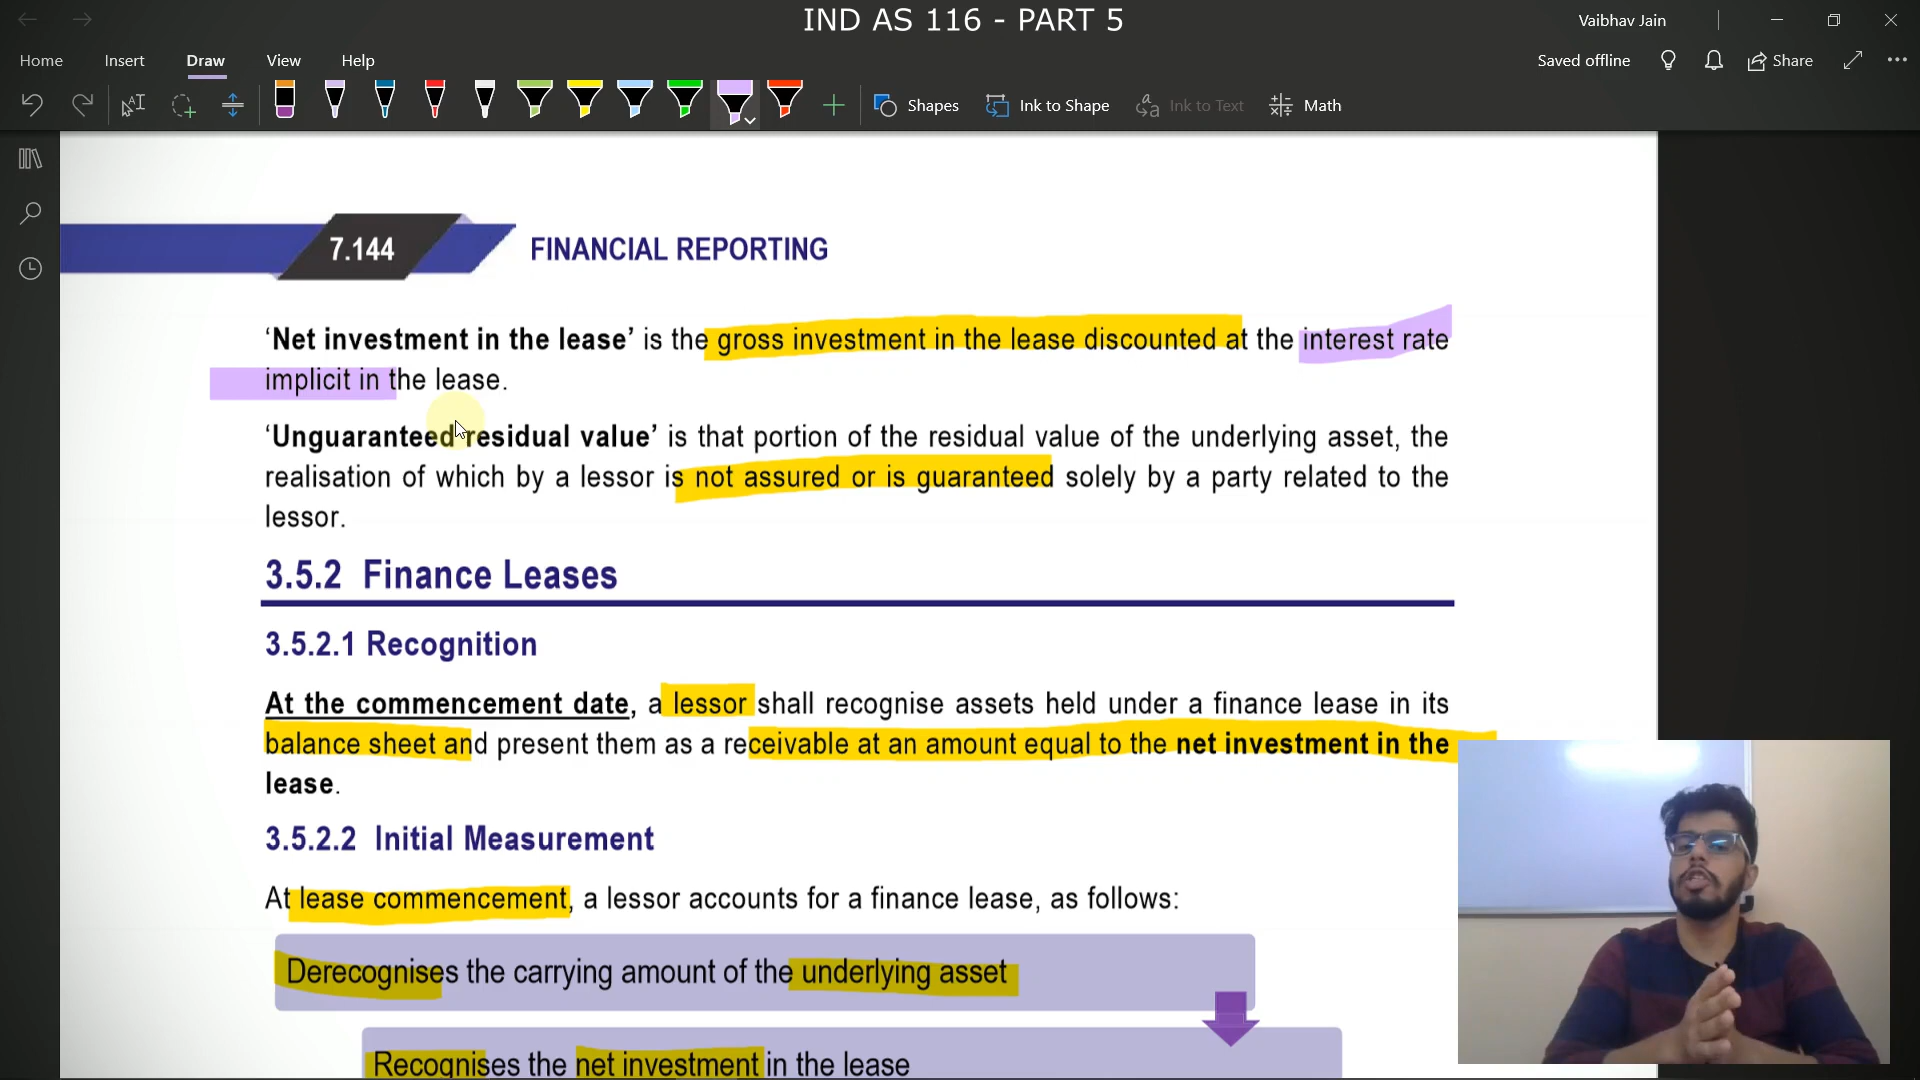 IND AS 116 - PART 5
Vaibhav Jain
Home Insert Draw View Help
Saved offline Share
Shapes Ink to Shape Ink to Text Math
7.144 FINANCIAL REPORTING
‘Net investment in the lease’ is the gross investment in the lease discounted at the interest rate
implicit in the lease.
‘Unguaranteed residual value’ is that portion of the residual value of the underlying asset, the
realisation of which by a lessor is not assured or is guaranteed solely by a party related to the
lessor.
3.5.2 Finance Leases
3.5.2.1 Recognition
At the commencement date, a lessor shall recognise assets held under a finance lease in its
balance sheet and present them as a receivable at an amount equal to the net investment in the
lease.
3.5.2.2 Initial Measurement
At lease commencement, a lessor accounts for a finance lease, as follows:
Derecognises the carrying amount of the underlying asset
Recognises the net investment in the lease